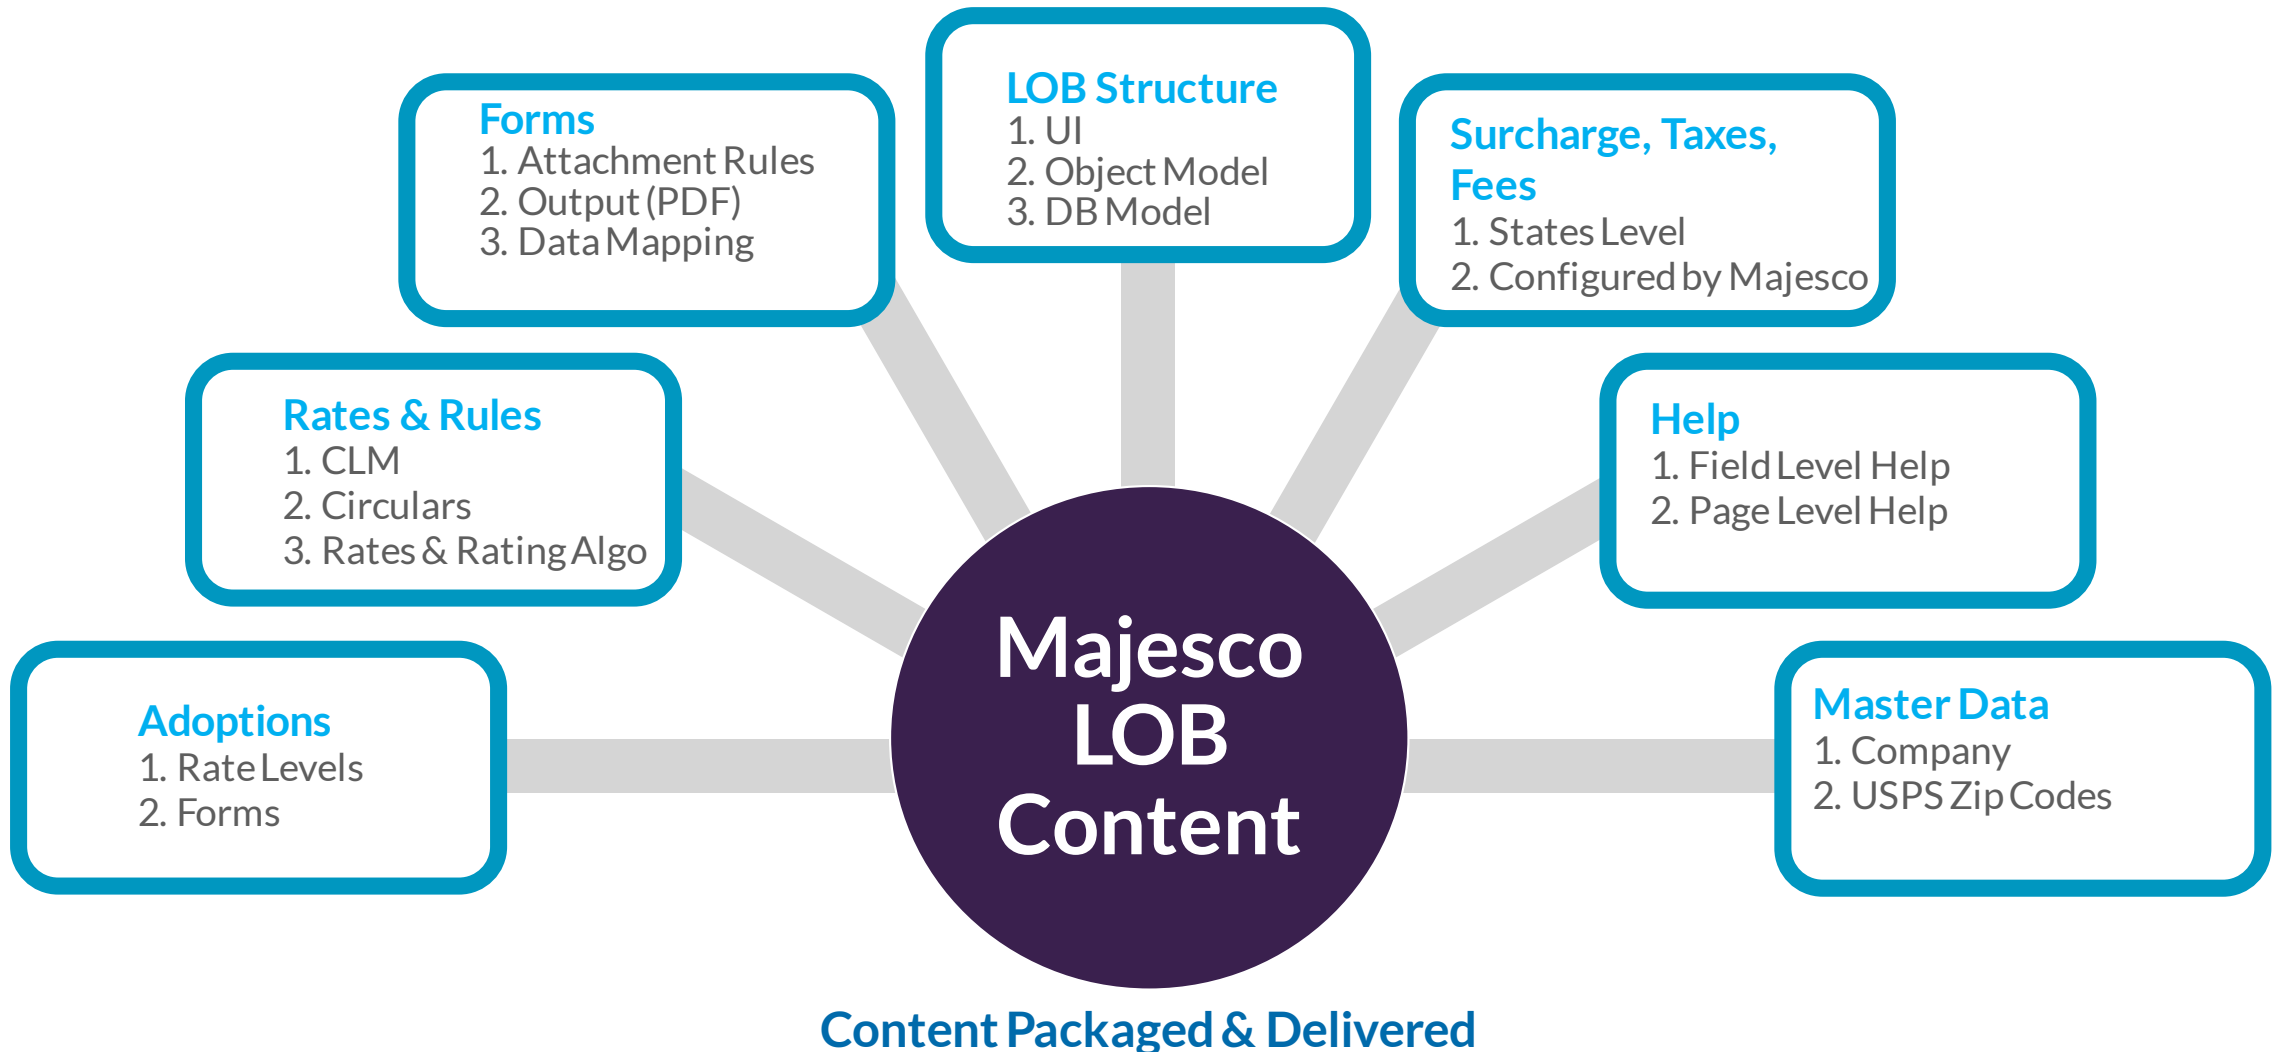 LOB Structure
1. UI
2. Object Model
3. DB Model
Forms
1. Attachment Rules
2. Output (PDF)
3. Data Mapping
Surcharge, Taxes,
Fees
1. States Level
2. Configured by Majesco
Rates & Rules
1. CLM
2. Circulars
3. Rates & Rating Algo
Help
1. Field Level Help
2. Page Level Help
Adoptions
1. Rate Levels
2. Forms
Majesco
LOB
Content
Master Data
1. Company
2. USPS Zip Codes
Content Packaged & Delivered